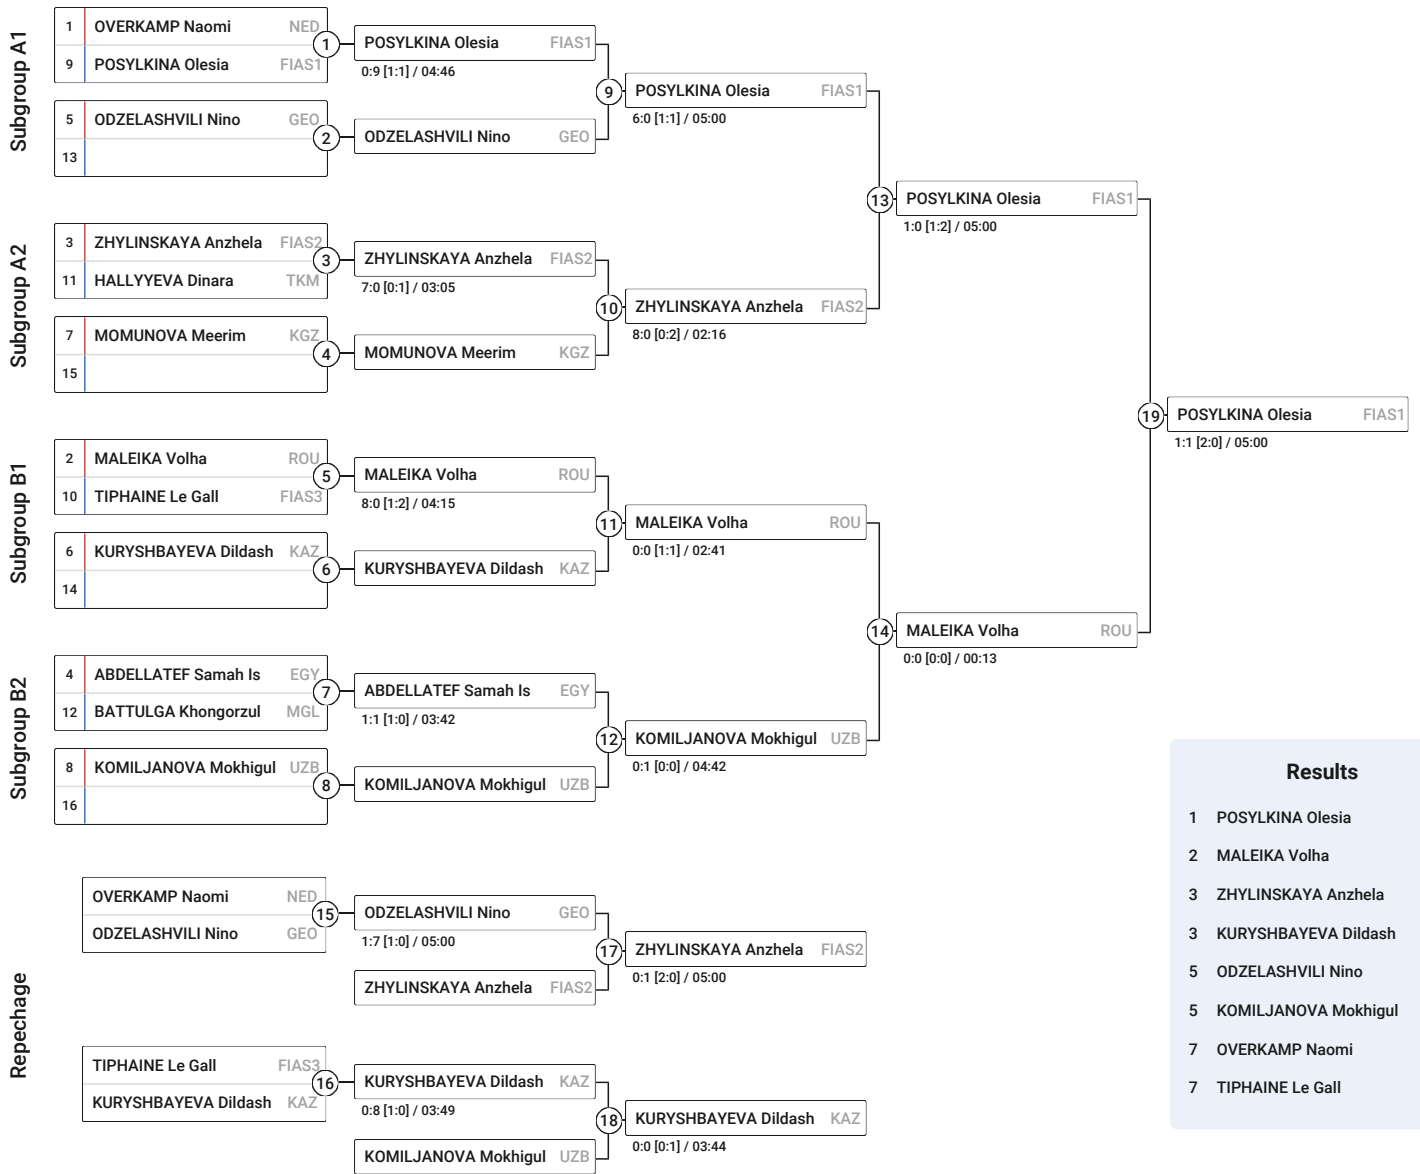 Subgroup A1
1 OVERKAMP Naomi NED
9 POSYLKINA Olesia FIAS1
1
POSYLKINA Olesia FIAS1
0:9 [1:1] / 04:46
5 ODZELASHVILI Nino GEO
13
2
ODZELASHVILI Nino GEO
9
POSYLKINA Olesia FIAS1
6:0 [1:1] / 05:00
Subgroup A2
3 ZHYLINSKAYA Anzhela FIAS2
11 HALLYYEVA Dinara TKM
3
ZHYLINSKAYA Anzhela FIAS2
7:0 [0:1] / 03:05
7 MOMUNOVA Meerim KGZ
15
4
MOMUNOVA Meerim KGZ
10
ZHYLINSKAYA Anzhela FIAS2
8:0 [0:2] / 02:16
13
POSYLKINA Olesia FIAS1
1:0 [1:2] / 05:00
Subgroup B1
2 MALEIKA Volha ROU
10 TIPHAINE Le Gall FIAS3
5
MALEIKA Volha ROU
8:0 [1:2] / 04:15
6 KURYSHBAYEVA Dildash KAZ
14
6
KURYSHBAYEVA Dildash KAZ
11
MALEIKA Volha ROU
0:0 [1:1] / 02:41
Subgroup B2
4 ABDELLATEF Samah Is EGY
12 BATTULGA Khongorzul MGL
7
ABDELLATEF Samah Is EGY
1:1 [1:0] / 03:42
8 KOMILJANOVA Mokhigul UZB
16
8
KOMILJANOVA Mokhigul UZB
12
KOMILJANOVA Mokhigul UZB
0:1 [0:0] / 04:42
14
MALEIKA Volha ROU
0:0 [0:0] / 00:13
19
POSYLKINA Olesia FIAS1
1:1 [2:0] / 05:00
Repechage
OVERKAMP Naomi NED
ODZELASHVILI Nino GEO
15
ODZELASHVILI Nino GEO
1:7 [1:0] / 05:00
ZHYLINSKAYA Anzhela FIAS2
17
ZHYLINSKAYA Anzhela FIAS2
0:1 [2:0] / 05:00
TIPHAINE Le Gall FIAS3
KURYSHBAYEVA Dildash KAZ
16
KURYSHBAYEVA Dildash KAZ
0:8 [1:0] / 03:49
KOMILJANOVA Mokhigul UZB
18
KURYSHBAYEVA Dildash KAZ
0:0 [0:1] / 03:44
Results
1 POSYLKINA Olesia
2 MALEIKA Volha
3 ZHYLINSKAYA Anzhela
3 KURYSHBAYEVA Dildash
5 ODZELASHVILI Nino
5 KOMILJANOVA Mokhigul
7 OVERKAMP Naomi
7 TIPHAINE Le Gall